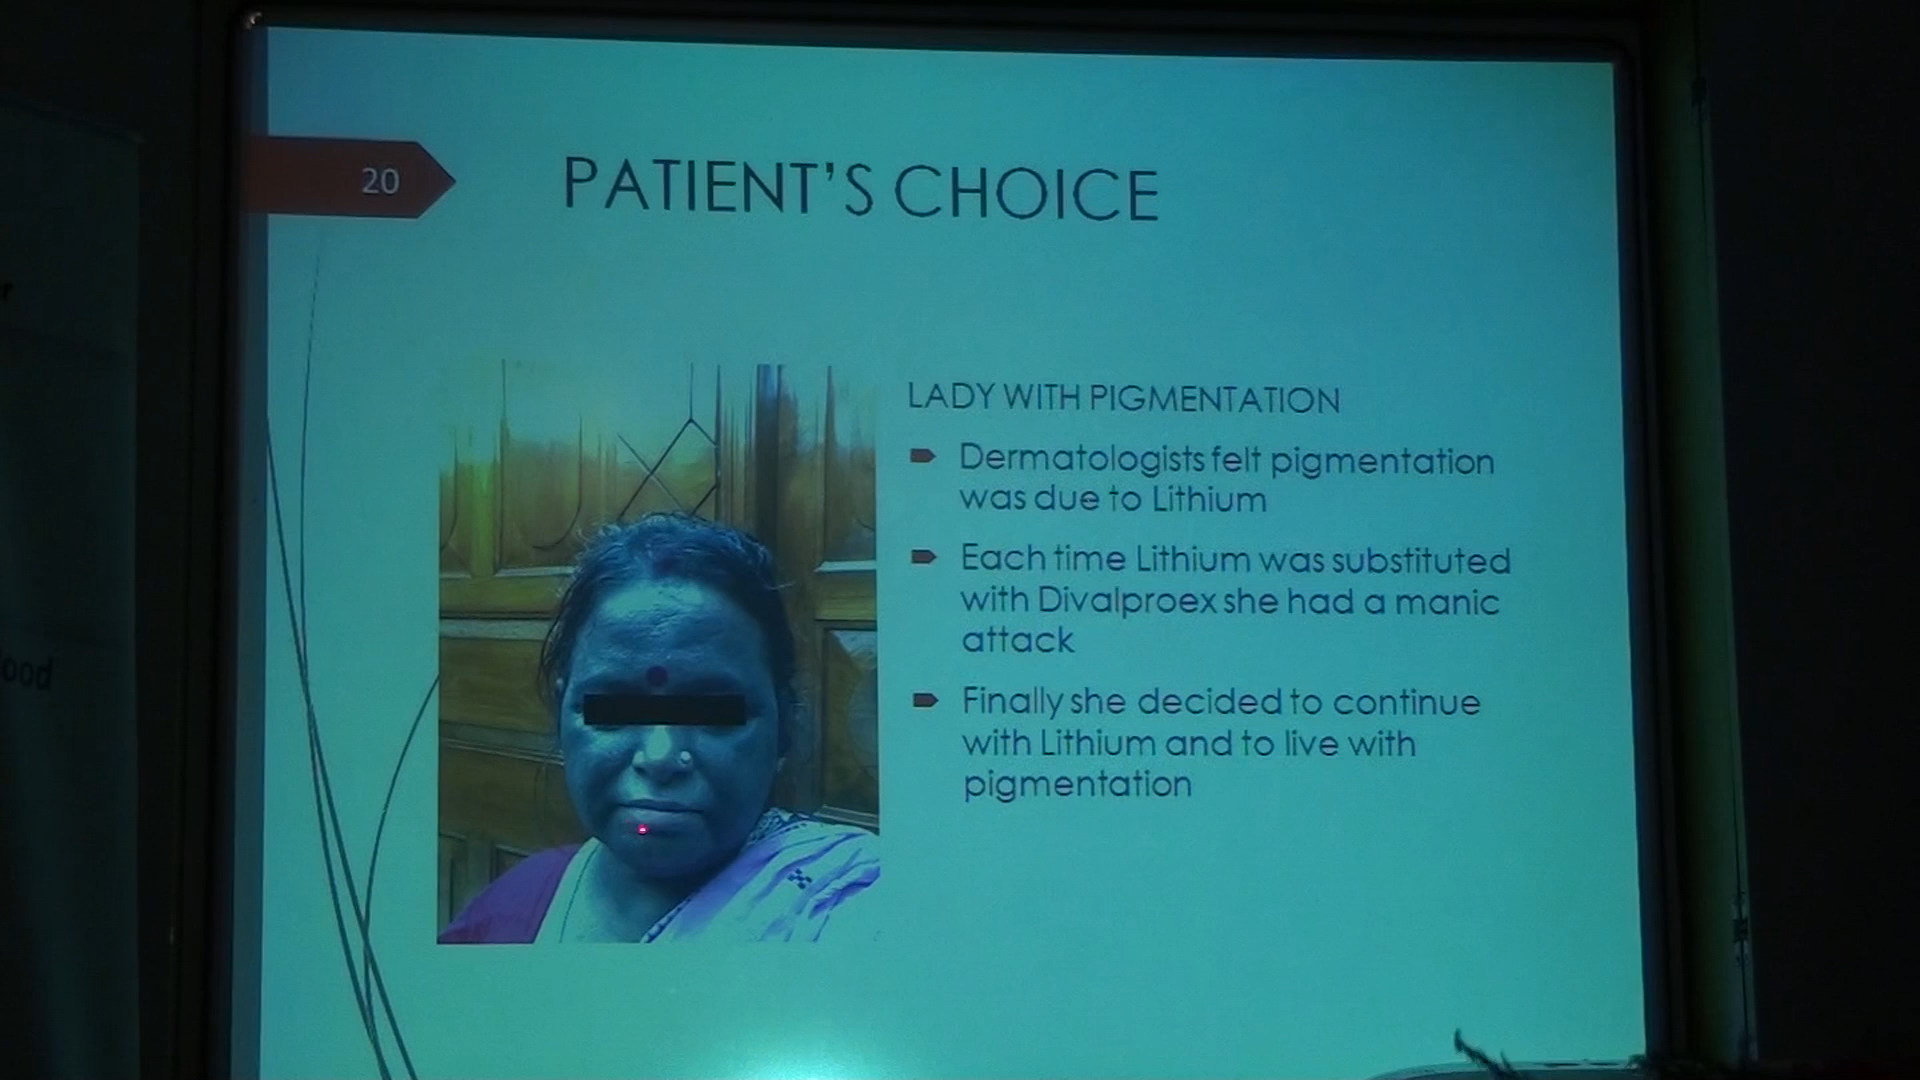 20
PATIENT'S CHOICE
LADY WITH PIGMENTATION
Dermatologists felt pigmentation
was due to Lithium
Each time Lithium was substituted
with Divalproex she had a manic
attack
Finally she decided to continue
with Lithium and to live with
pigmentation